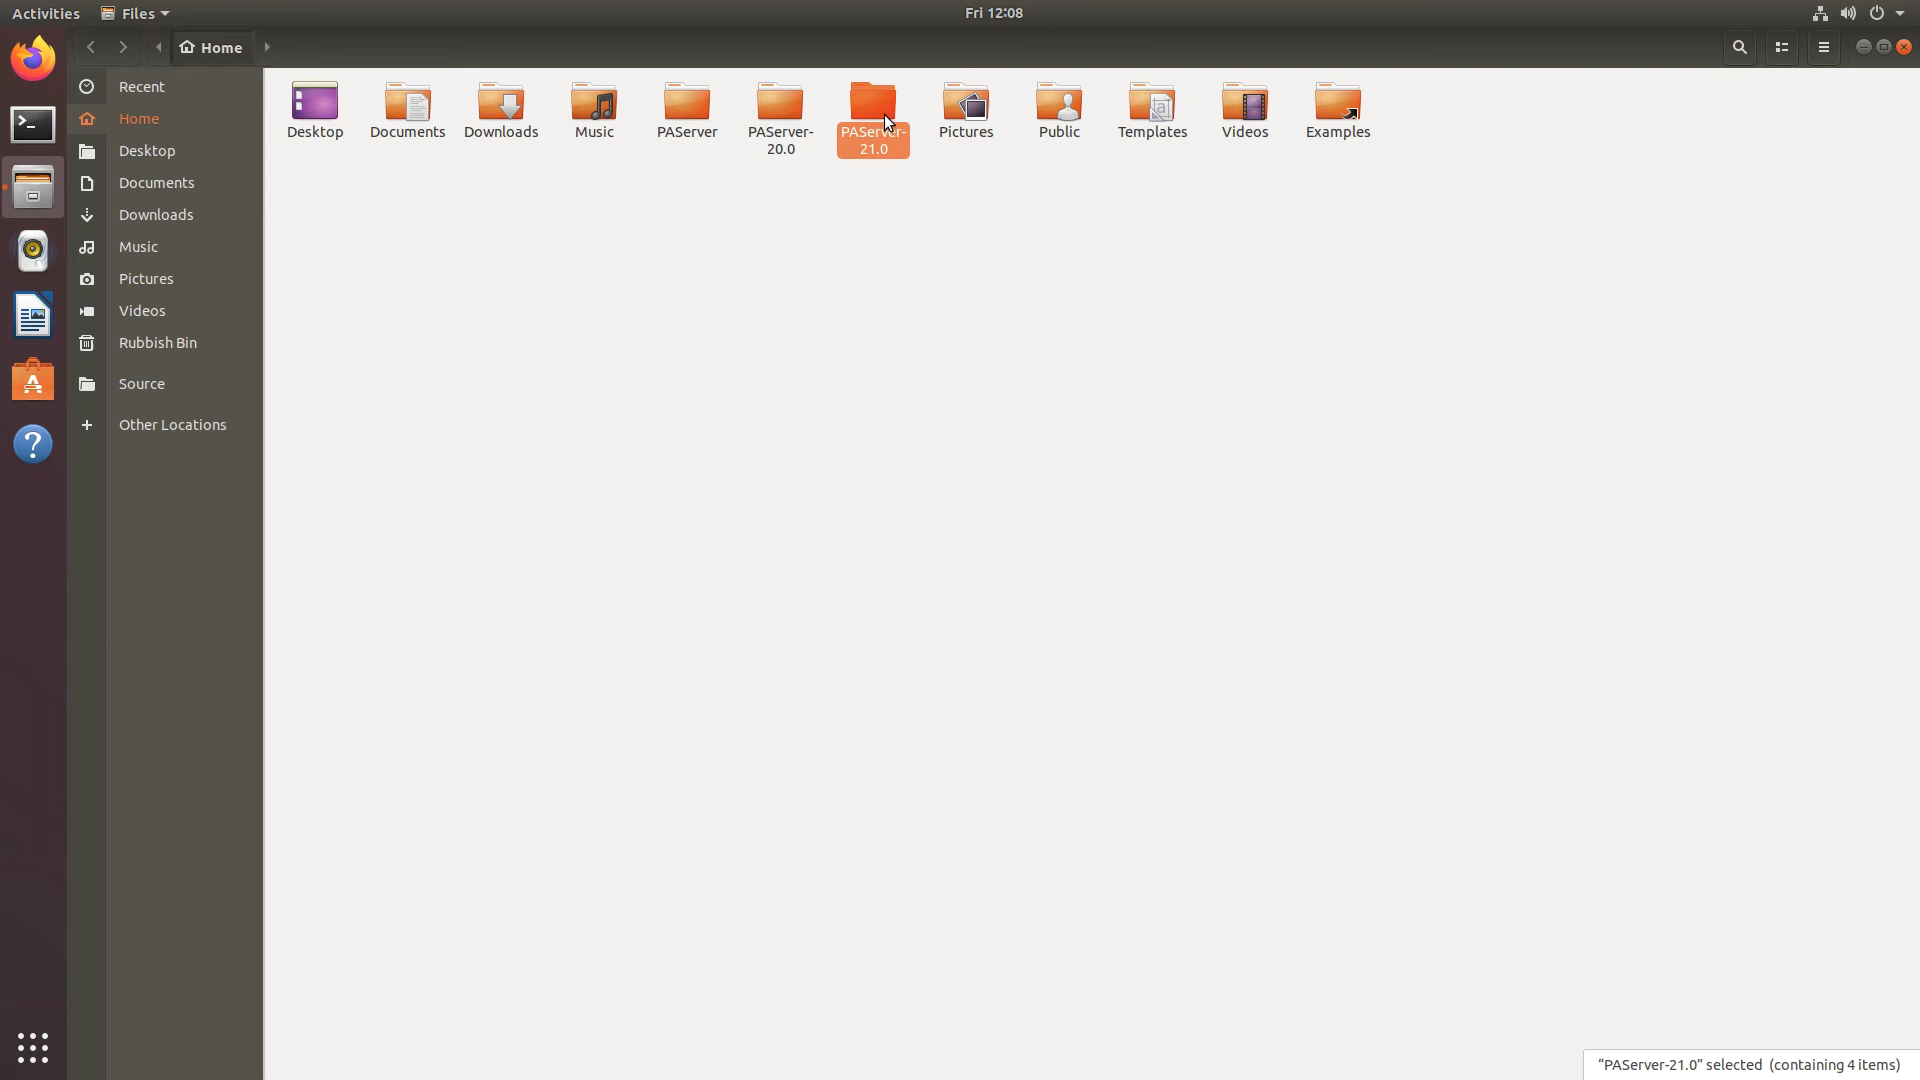 Activities
Files
Fri 12:08
Home
Recent
Home
Desktop
Documents
Downloads
Music
Pictures
Videos
Rubbish Bin
Source
Other Locations
Desktop
Documents
Downloads
Music
PAServer
PAServer-
20.0
PAServer-
21.0
Pictures
Public
Templates
Videos
Examples
“PAServer-21.0” selected (containing 4 items)